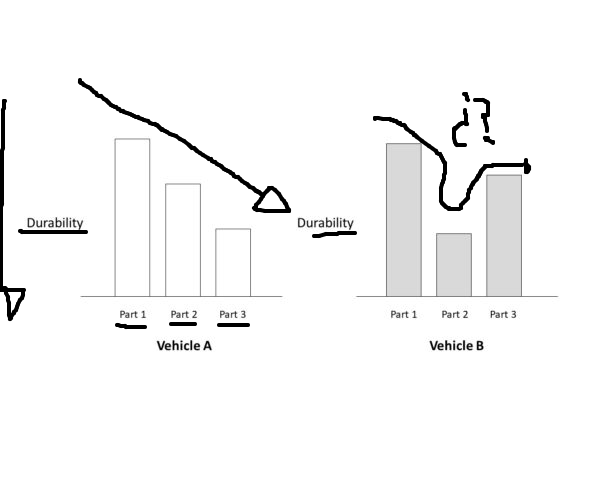 Durability
Part 1 Part 2 Part 3
Vehicle A
Durability
Part 1 Part 2 Part 3
Vehicle B